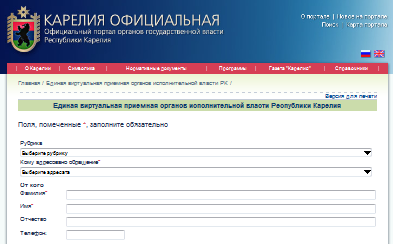 КАРЕЛИЯ ОФИЦИАЛЬНАЯ
Официальный портал органов государственной власти
Республики Карелия
О портале | Новое на портале
Поиск | Карта портала
| О Карелии | Символика | Нормативные документы | Программы | Газета "Карелия" | Справочники |
Главная / Единая виртуальная приемная органов исполнительной власти РК /
Версия для печати
Единая виртуальная приемная органов исполнительной власти Республики Карелия
Поля, помеченные *, заполните обязательно
Рубрика
Выберите рубрику
Кому адресовано обращение*
Выберите адресата
От кого
Фамилия*
Имя*
Отчество
Телефон: